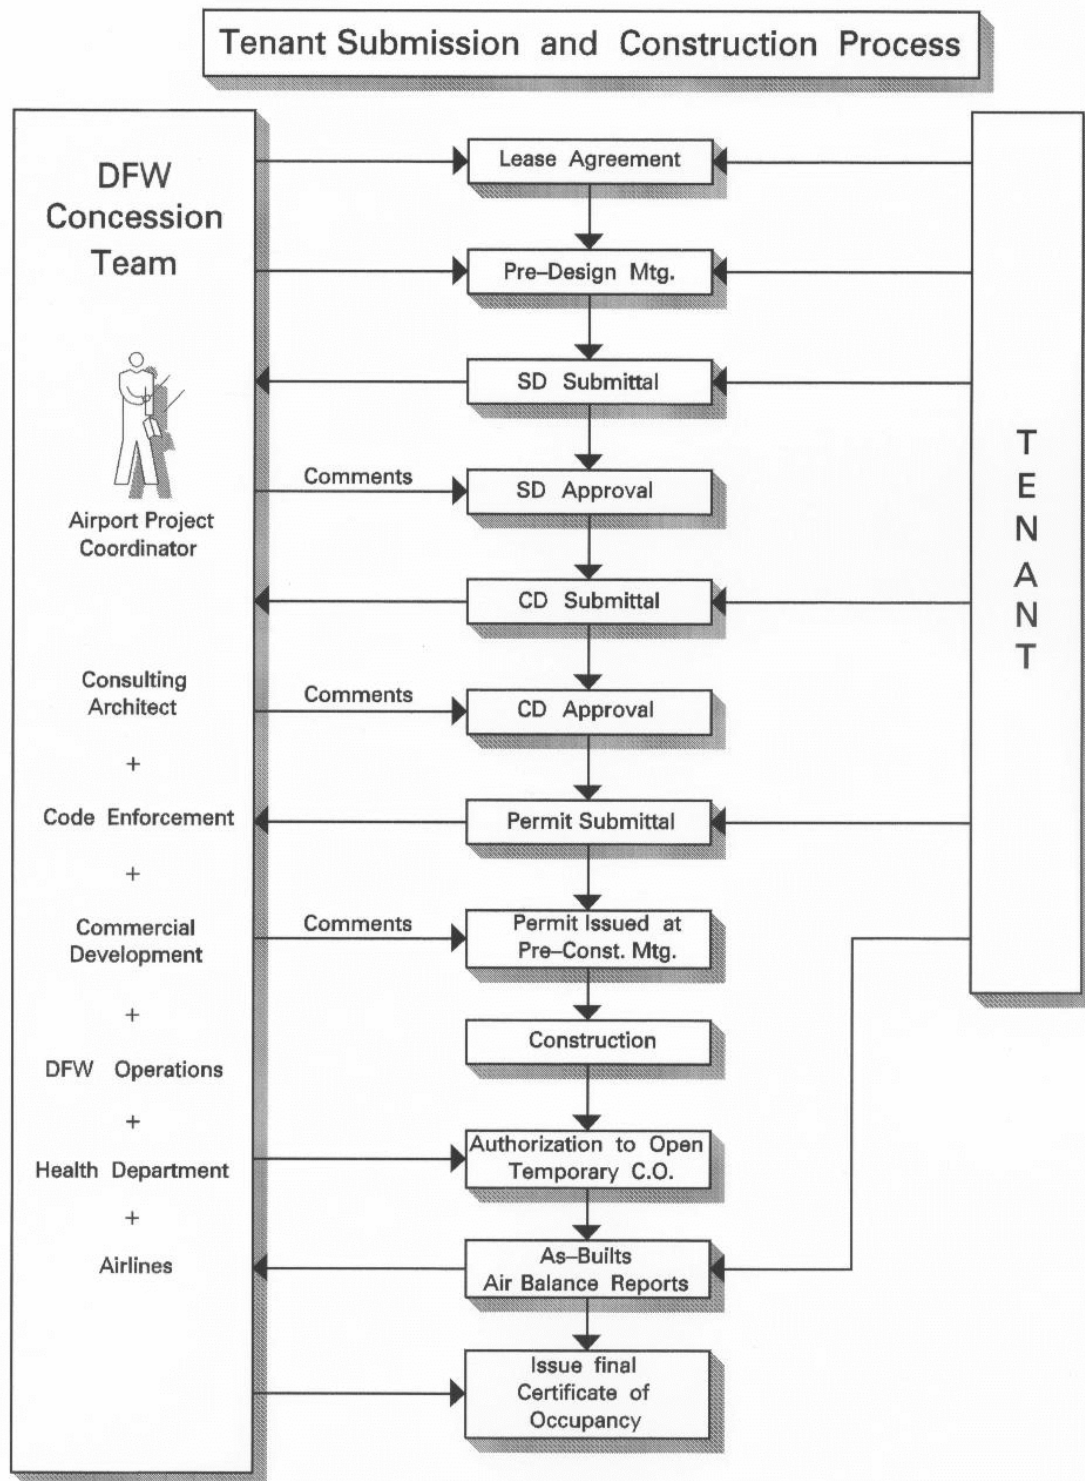 Tenant Submission and Construction Process
DFW
Concession
Team
Airport Project
Coordinator
Consulting
Architect
+
Code Enforcement
+
Commercial
Development
+
DFW Operations
+
Health Department
+
Airlines
Comments
Comments
Comments
Lease Agreement
Pre-Design Mtg.
SD Submittal
SD Approval
CD Submittal
CD Approval
Permit Submittal
Permit Issued at
Pre-Const. Mtg.
Construction
Authorization to Open
Temporary C.O.
As-Builts
Air Balance Reports
Issue final
Certificate of
Occupancy
T
E
N
A
N
T